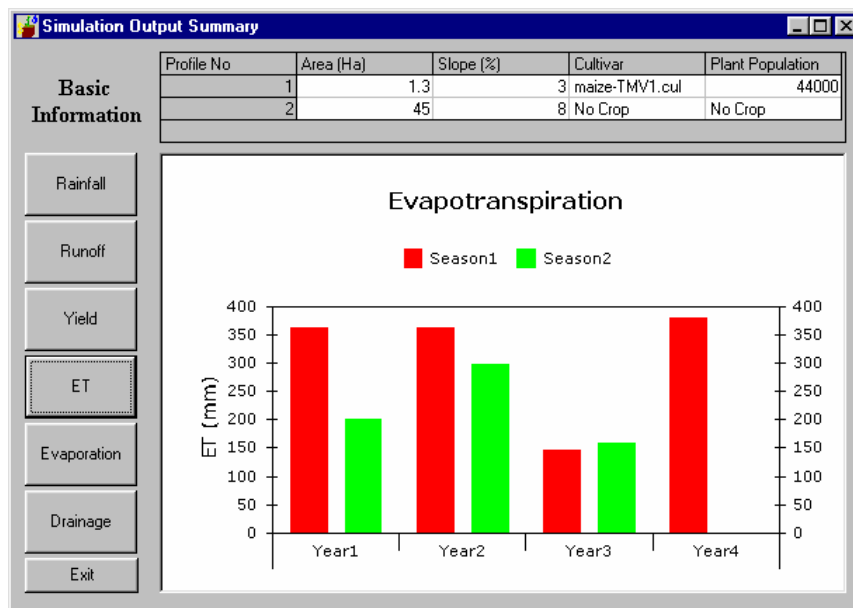 Simulation Output Summary
Basic
Information
Profile No Area (Ha) Slope (%) Cultivar Plant Population
1 1.3 3 maize-TMV1.cul 44000
2 45 8 No Crop No Crop
Rainfall
Runoff
Yield
ET
Evaporation
Drainage
Exit
Evapotranspiration
Season1 Season2
ET (mm)
400 400
350 350
300 300
250 250
200 200
150 150
100 100
50 50
0 0
Year1 Year2 Year3 Year4